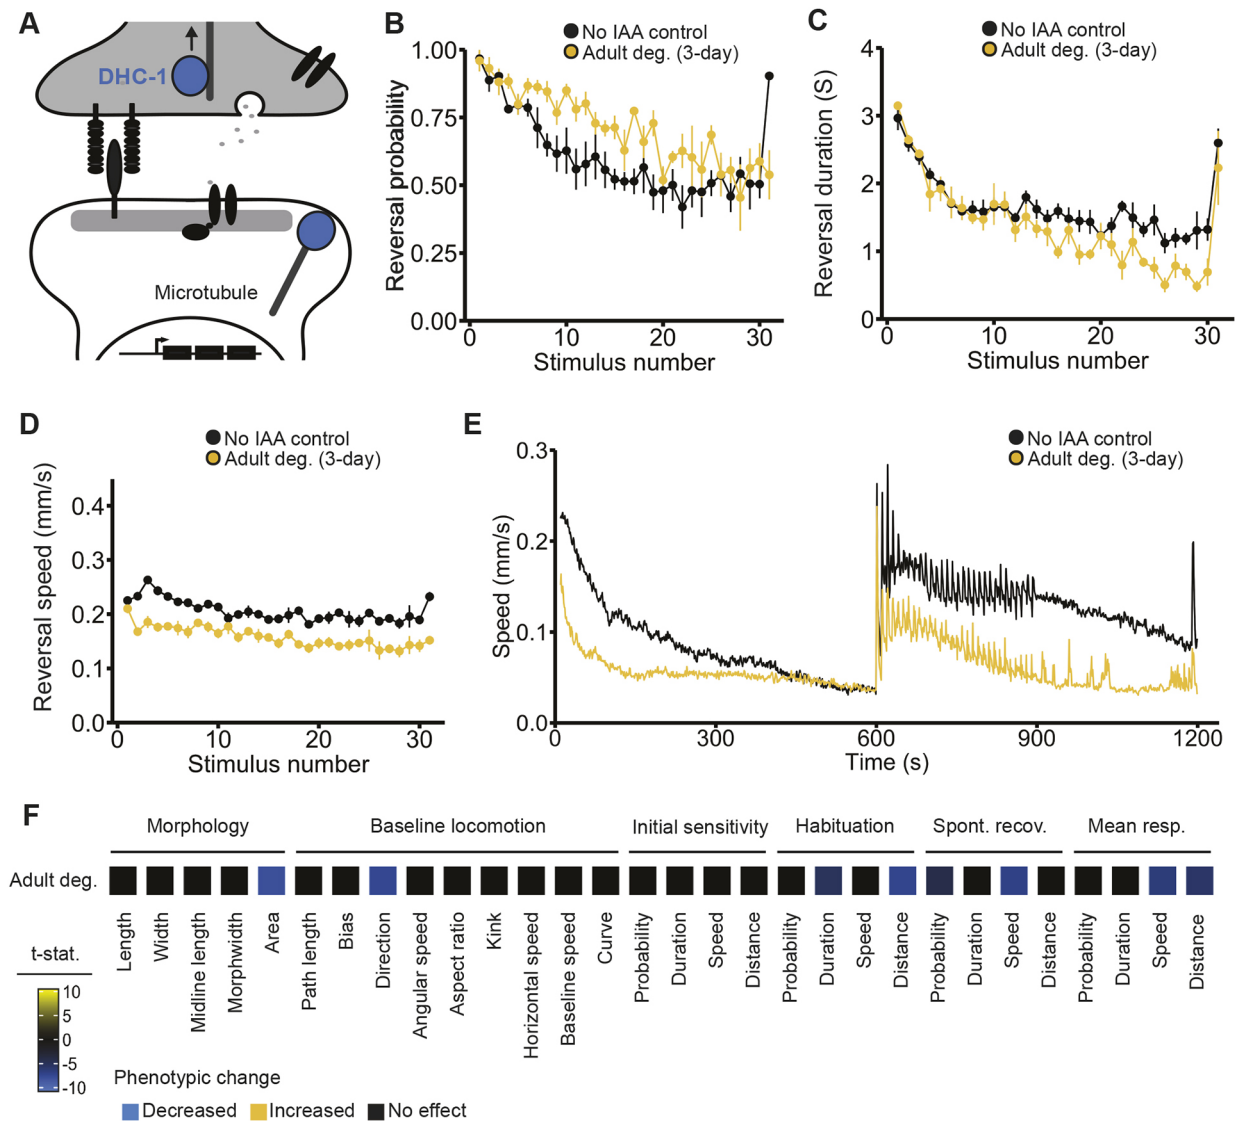 A
DHC-1
Microtubule
B
No IAA control
Adult deg. (3-day)
Reversal probability
1.00
0.75
0.50
0.25
0.00
0
10
20
30
Stimulus number
C
No IAA control
Adult deg. (3-day)
Reversal duration (S)
4
3
2
1
0
0
10
20
30
Stimulus number
D
No IAA control
Adult deg. (3-day)
Reversal speed (mm/s)
0.4
0.3
0.2
0.1
0.0
0
10
20
30
Stimulus number
E
No IAA control
Adult deg. (3-day)
Speed (mm/s)
0.3
0.2
0.1
0.0
0
300
600
900
1200
Time (s)
F
Morphology
Baseline locomotion
Initial sensitivity
Habituation
Spont. recov.
Mean resp.
Adult deg.
Length
Width
Midline length
Morphwidth
Area
Path length
Bias
Direction
Angular speed
Aspect ratio
Kink
Horizontal speed
Baseline speed
Curve
Probability
Duration
Speed
Distance
Probability
Duration
Speed
Distance
Probability
Duration
Speed
Distance
Probability
Duration
Speed
Distance
t-stat.
10
5
0
-5
-10
Phenotypic change
Decreased
Increased
No effect